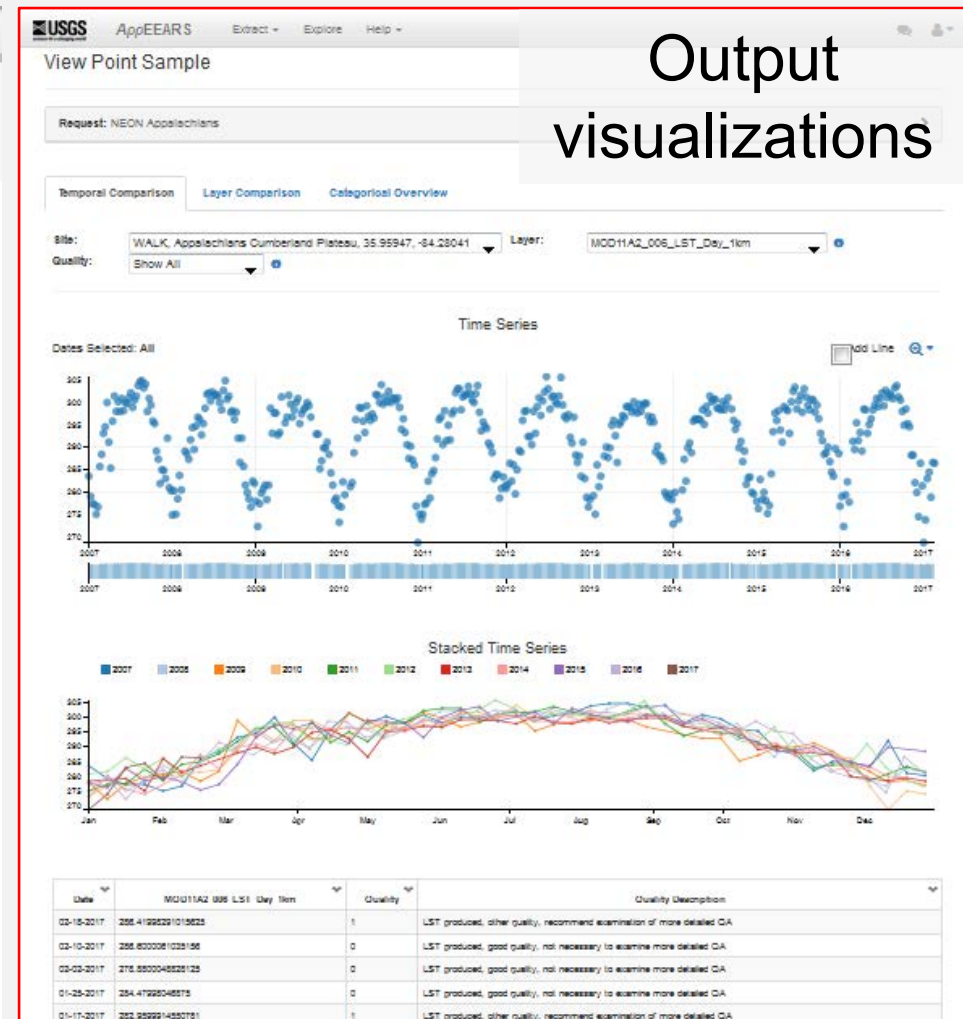 USGS AppEEARS Extract Explore Help
Output
visualizations
View Point Sample
Request: NEON Appalachians
Temporal Comparison Layer Comparison Categorical Overview
Site: WALK, Appalachians Cumberland Plateau, 35.95947, -84.28041 Layer: MOD11A2_006_LST_Day_1km
Quality: Show All
Time Series
Dates Selected: All Add Line
305
300
295
290
285
280
275
270
2007 2008 2009 2010 2011 2012 2013 2014 2015 2016 2017
2007 2008 2009 2010 2011 2012 2013 2014 2015 2016 2017
Stacked Time Series
2007 2008 2009 2010 2011 2012 2013 2014 2015 2016 2017
305
300
295
290
285
280
275
270
Jan Feb Mar Apr May Jun Jul Aug Sep Oct Nov Dec
Date MOD11A2_006_LST_Day_1km Quality Quality Description
02-18-2017 1 LST produced, other quality, recommend examination of more detailed QA
02-10-2017 0 LST produced, good quality, not necessary to examine more detailed QA
02-02-2017 0 LST produced, good quality, not necessary to examine more detailed QA
01-25-2017 0 LST produced, good quality, not necessary to examine more detailed QA
01-17-2017 1 LST produced, other quality, recommend examination of more detailed QA